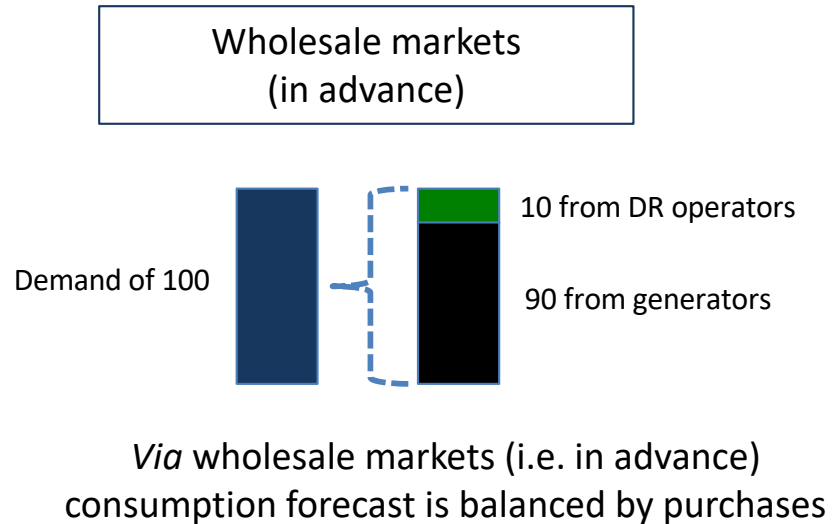 Wholesale markets
(in advance)
10 from DR operators
Demand of 100
90 from generators
Via wholesale markets (i.e. in advance)
consumption forecast is balanced by purchases